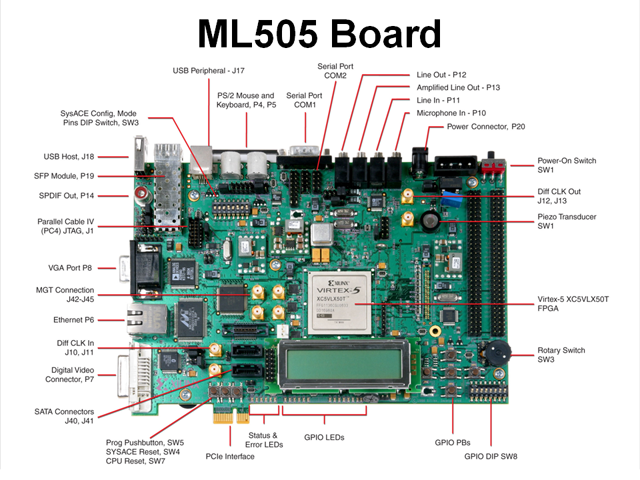 ML505 Board
USB Peripheral - J17
Serial Port
COM2
Line Out - P12
Amplified Line Out - P13
Line In - P11
Microphone In - P10
Power Connector, P20
PS/2 Mouse and
Keyboard, P4, P5
Serial Port
COM1
SysACE Config, Mode
Pins DIP Switch, SW3
USB Host, J18
SFP Module, P19
SPDIF Out, P14
Parallel Cable IV
(PC4) JTAG, J1
VGA Port P8
MGT Connection
J42-J45
Ethernet P6
Diff CLK In
J10, J11
Digital Video
Connector, P7
SATA Connectors
J40, J41
Prog Pushbutton, SW5
SYSACE Reset, SW4
CPU Reset, SW7
PCIe Interface
Status &
Error LEDs
GPIO LEDs
GPIO PBs
GPIO DIP SW8
Rotary Switch
SW3
Virtex-5 XC5VLX50T
FPGA
Piezo Transducer
SW1
Diff CLK Out
J12, J13
Power-On Switch
SW1
XILINX
VIRTEX-5
XC5VLX50T